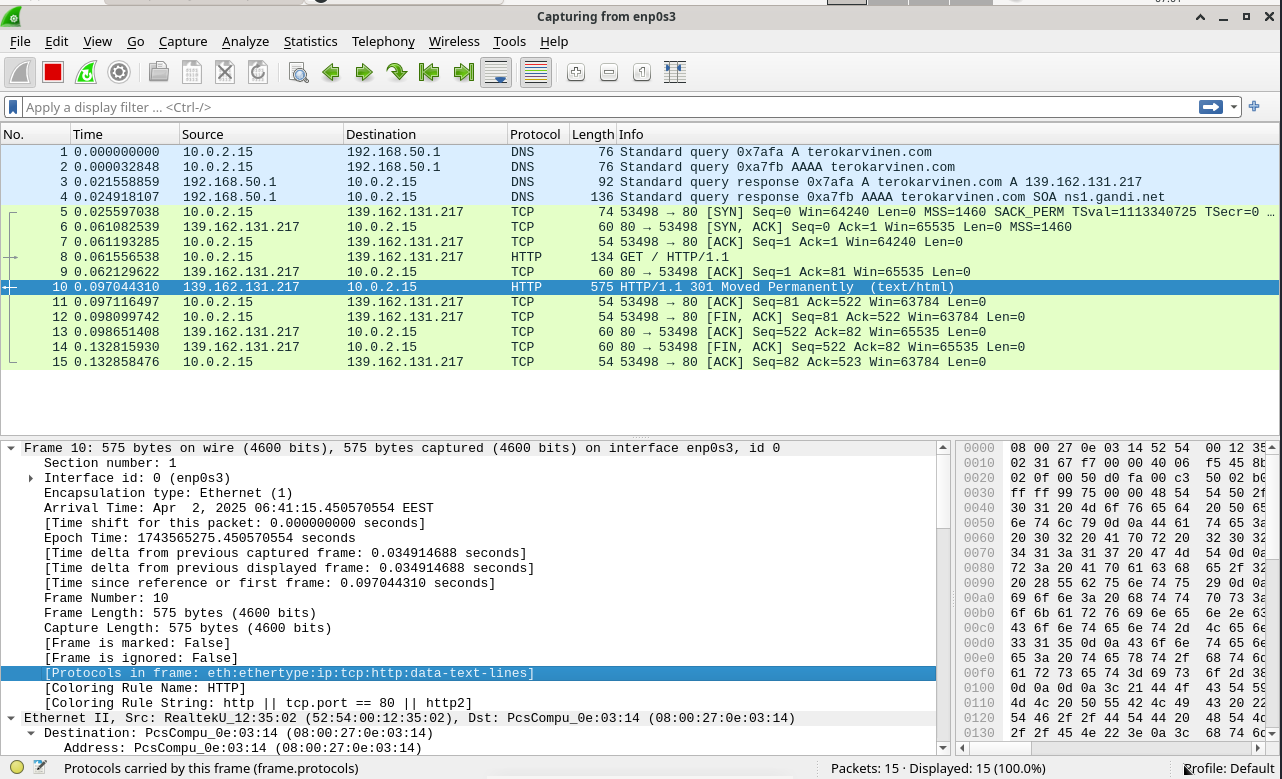 Capturing from enp0s3
File Edit View Go Capture Analyze Statistics Telephony Wireless Tools Help
Apply a display filter ... <Ctrl-/>
No. Time Source Destination Protocol Length Info
1 0.000000000 10.0.2.15 192.168.50.1 DNS 76 Standard query 0x7afa A terokarvinen.com
2 0.000032848 10.0.2.15 192.168.50.1 DNS 76 Standard query 0xa7fb AAAA terokarvinen.com
3 0.021558859 192.168.50.1 10.0.2.15 DNS 92 Standard query response 0x7afa A terokarvinen.com A 139.162.131.217
4 0.024918107 192.168.50.1 10.0.2.15 DNS 136 Standard query response 0xa7fb AAAA terokarvinen.com SOA ns1.gandi.net
5 0.025597038 10.0.2.15 139.162.131.217 TCP 74 53498 → 80 [SYN] Seq=0 Win=64240 Len=0 MSS=1460 SACK_PERM TSval=1113340725 TSecr=0 …
6 0.061082539 139.162.131.217 10.0.2.15 TCP 60 80 → 53498 [SYN, ACK] Seq=0 Ack=1 Win=65535 Len=0 MSS=1460
7 0.061193285 10.0.2.15 139.162.131.217 TCP 54 53498 → 80 [ACK] Seq=1 Ack=1 Win=64240 Len=0
8 0.061556538 10.0.2.15 139.162.131.217 HTTP 134 GET / HTTP/1.1
9 0.062129622 139.162.131.217 10.0.2.15 TCP 60 80 → 53498 [ACK] Seq=1 Ack=81 Win=65535 Len=0
10 0.097044310 139.162.131.217 10.0.2.15 HTTP 575 HTTP/1.1 301 Moved Permanently (text/html)
11 0.097116497 10.0.2.15 139.162.131.217 TCP 54 53498 → 80 [ACK] Seq=81 Ack=522 Win=63784 Len=0
12 0.098099742 10.0.2.15 139.162.131.217 TCP 54 53498 → 80 [FIN, ACK] Seq=81 Ack=522 Win=63784 Len=0
13 0.098651408 139.162.131.217 10.0.2.15 TCP 60 80 → 53498 [ACK] Seq=522 Ack=82 Win=65535 Len=0
14 0.132815930 139.162.131.217 10.0.2.15 TCP 60 80 → 53498 [FIN, ACK] Seq=522 Ack=82 Win=65535 Len=0
15 0.132858476 10.0.2.15 139.162.131.217 TCP 54 53498 → 80 [ACK] Seq=82 Ack=523 Win=63784 Len=0
Frame 10: 575 bytes on wire (4600 bits), 575 bytes captured (4600 bits) on interface enp0s3, id 0
Section number: 1
Interface id: 0 (enp0s3)
Encapsulation type: Ethernet (1)
Arrival Time: Apr 2, 2025 06:41:15.450570554 EEST
[Time shift for this packet: 0.000000000 seconds]
Epoch Time: 1743565275.450570554 seconds
[Time delta from previous captured frame: 0.034914688 seconds]
[Time delta from previous displayed frame: 0.034914688 seconds]
[Time since reference or first frame: 0.097044310 seconds]
Frame Number: 10
Frame Length: 575 bytes (4600 bits)
Capture Length: 575 bytes (4600 bits)
[Frame is marked: False]
[Frame is ignored: False]
[Protocols in frame: eth:ethertype:ip:tcp:http:data-text-lines]
[Coloring Rule Name: HTTP]
[Coloring Rule String: http || tcp.port == 80 || http2]
Ethernet II, Src: RealtekU_12:35:02 (52:54:00:12:35:02), Dst: PcsCompu_0e:03:14 (08:00:27:0e:03:14)
Destination: PcsCompu_0e:03:14 (08:00:27:0e:03:14)
Address: PcsCompu_0e:03:14 (08:00:27:0e:03:14)
0000 08 00 27 0e 03 14 52 54 00 12 35
0010 02 31 67 f7 00 00 40 06 f5 45 8b
0020 02 0f 00 50 d0 fa 00 c3 50 02 b0
0030 ff ff 99 75 00 00 48 54 54 50 2f
0040 30 31 20 4d 6f 76 65 64 20 50 65
0050 6e 74 6c 79 0d 0a 44 61 74 65 3a
0060 20 30 32 20 41 70 72 20 32 30 32
0070 34 31 3a 31 37 20 47 4d 54 0d 0a
0080 72 3a 20 41 70 61 63 68 65 2f 32
0090 20 28 55 62 75 6e 74 75 29 0d 0a
00a0 69 6f 6e 3a 20 68 74 74 70 73 3a
00b0 6f 6b 61 72 76 69 6e 65 6e 2e 63
00c0 43 6f 6e 74 65 6e 74 2d 4c 65 6e
00d0 33 31 35 0d 0a 43 6f 6e 74 65 6e
00e0 65 3a 20 74 65 78 74 2f 68 74 6d
00f0 61 72 73 65 74 3d 69 73 6f 2d 38
0100 0d 0a 0d 0a 3c 21 44 4f 43 54 59
0110 4d 4c 20 50 55 42 4c 49 43 20 22
0120 54 46 2f 2f 44 54 44 20 48 54 4d
0130 2f 2f 45 4e 22 3e 0a 3c 68 74 6d
Protocols carried by this frame (frame.protocols)
Packets: 15 · Displayed: 15 (100.0%)
Profile: Default